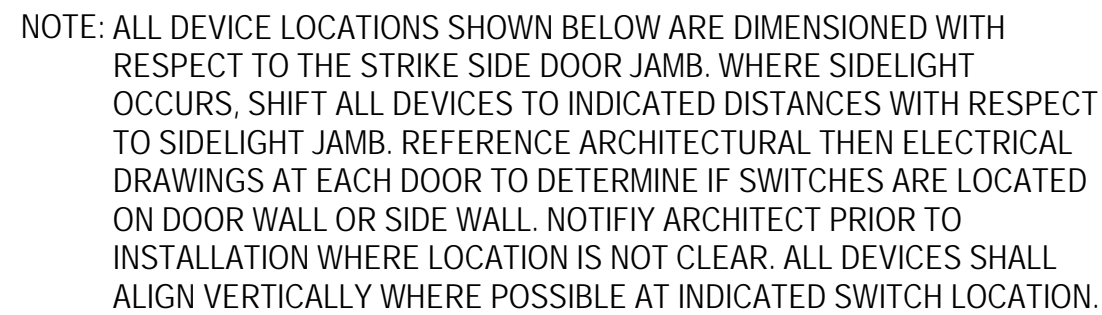 NOTE: ALL DEVICE LOCATIONS SHOWN BELOW ARE DIMENSIONED WITH
RESPECT TO THE STRIKE SIDE DOOR JAMB. WHERE SIDELIGHT
OCCURS, SHIFT ALL DEVICES TO INDICATED DISTANCES WITH RESPECT
TO SIDELIGHT JAMB. REFERENCE ARCHITECTURAL THEN ELECTRICAL
DRAWINGS AT EACH DOOR TO DETERMINE IF SWITCHES ARE LOCATED
ON DOOR WALL OR SIDE WALL. NOTIFIY ARCHITECT PRIOR TO
INSTALLATION WHERE LOCATION IS NOT CLEAR. ALL DEVICES SHALL
ALIGN VERTICALLY WHERE POSSIBLE AT INDICATED SWITCH LOCATION.